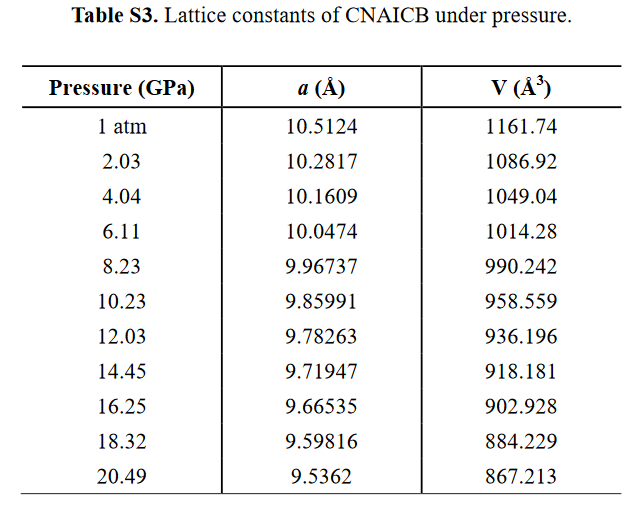 Table S3. Lattice constants of CNAICB under pressure.
Pressure (GPa) a (Å) V (Å³)
1 atm 10.5124 1161.74
2.03 10.2817 1086.92
4.04 10.1609 1049.04
6.11 10.0474 1014.28
8.23 9.96737 990.242
10.23 9.85991 958.559
12.03 9.78263 936.196
14.45 9.71947 918.181
16.25 9.66535 902.928
18.32 9.59816 884.229
20.49 9.5362 867.213